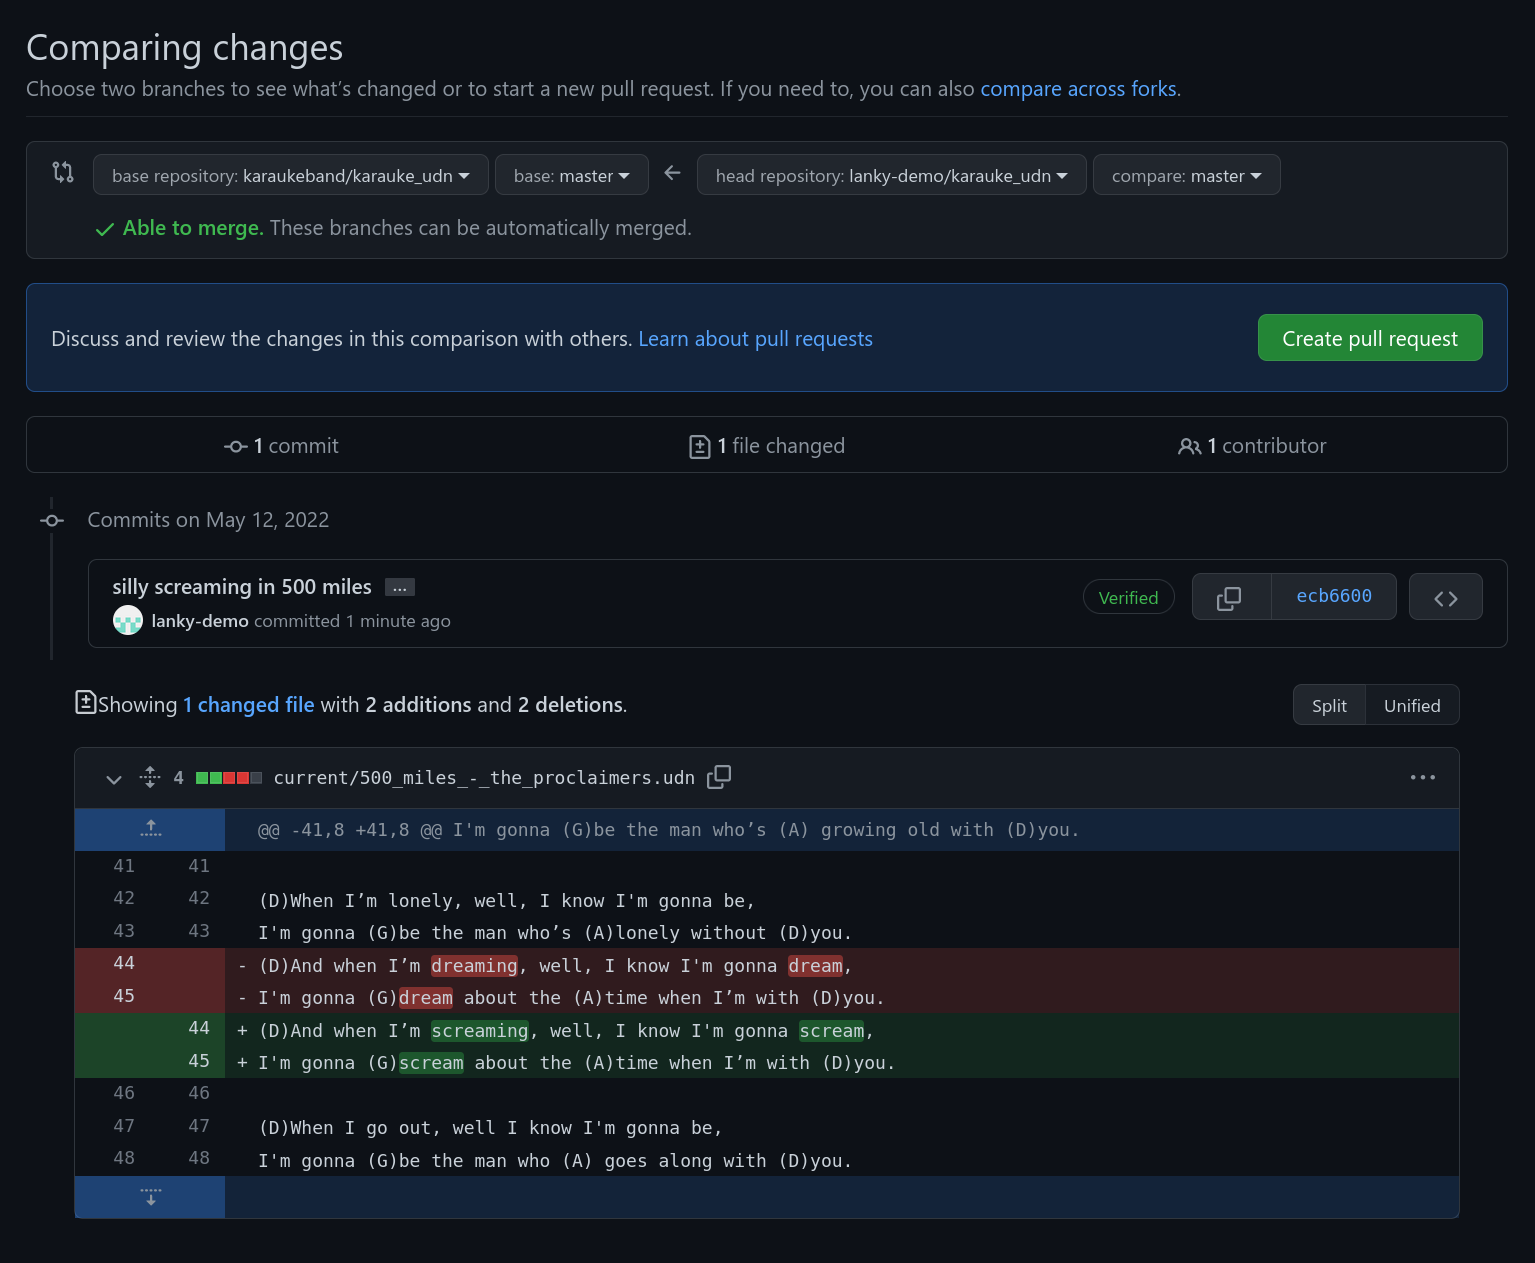 Comparing changes
Choose two branches to see what’s changed or to start a new pull request. If you need to, you can also compare across forks.
base repository: karaukeband/karauke_udn base: master ← head repository: lanky-demo/karauke_udn compare: master
Able to merge. These branches can be automatically merged.
Discuss and review the changes in this comparison with others. Learn about pull requests Create pull request
1 commit 1 file changed 1 contributor
Commits on May 12, 2022
silly screaming in 500 miles …
lanky-demo committed 1 minute ago
Verified ecb6600 <>
Showing 1 changed file with 2 additions and 2 deletions. Split Unified
4 current/500_miles_-_the_proclaimers.udn ...
@@ -41,8 +41,8 @@ I'm gonna (G)be the man who’s (A) growing old with (D)you.
41 41
42 42 (D)When I’m lonely, well, I know I'm gonna be,
43 43 I'm gonna (G)be the man who’s (A)lonely without (D)you.
44 - (D)And when I’m dreaming, well, I know I'm gonna dream,
45 - I'm gonna (G)dream about the (A)time when I’m with (D)you.
44 + (D)And when I’m screaming, well, I know I'm gonna scream,
45 + I'm gonna (G)scream about the (A)time when I’m with (D)you.
46 46
47 47 (D)When I go out, well I know I'm gonna be,
48 48 I'm gonna (G)be the man who (A) goes along with (D)you.